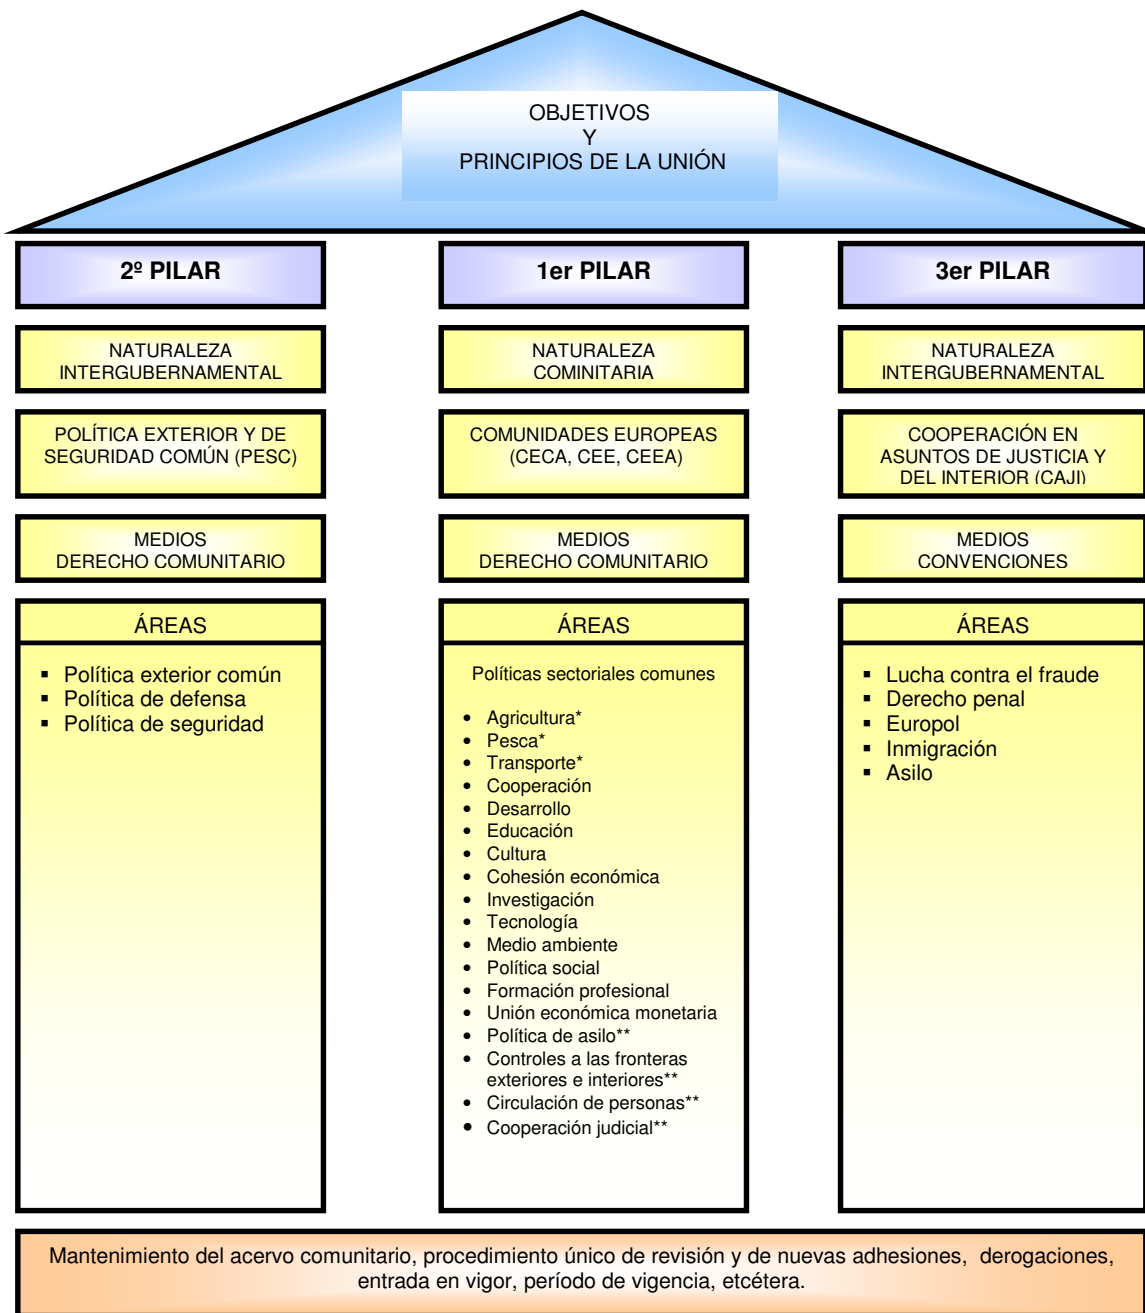 OBJETIVOS
Y
PRINCIPIOS DE LA UNIÓN
2º PILAR
NATURALEZA
INTERGUBERNAMENTAL
POLÍTICA EXTERIOR Y DE
SEGURIDAD COMÚN (PESC)
MEDIOS
DERECHO COMUNITARIO
ÁREAS
▪ Política exterior común
▪ Política de defensa
▪ Política de seguridad
1er PILAR
NATURALEZA
COMINITARIA
COMUNIDADES EUROPEAS
(CECA, CEE, CEEA)
MEDIOS
DERECHO COMUNITARIO
ÁREAS
Políticas sectoriales comunes
• Agricultura*
• Pesca*
• Transporte*
• Cooperación
• Desarrollo
• Educación
• Cultura
• Cohesión económica
• Investigación
• Tecnología
• Medio ambiente
• Política social
• Formación profesional
• Unión económica monetaria
• Política de asilo**
• Controles a las fronteras
exteriores e interiores**
• Circulación de personas**
• Cooperación judicial**
3er PILAR
NATURALEZA
INTERGUBERNAMENTAL
COOPERACIÓN EN
ASUNTOS DE JUSTICIA Y
DEL INTERIOR (CAJI)
MEDIOS
CONVENCIONES
ÁREAS
▪ Lucha contra el fraude
▪ Derecho penal
▪ Europol
▪ Inmigración
▪ Asilo
Mantenimiento del acervo comunitario, procedimiento único de revisión y de nuevas adhesiones, derogaciones,
entrada en vigor, período de vigencia, etcétera.